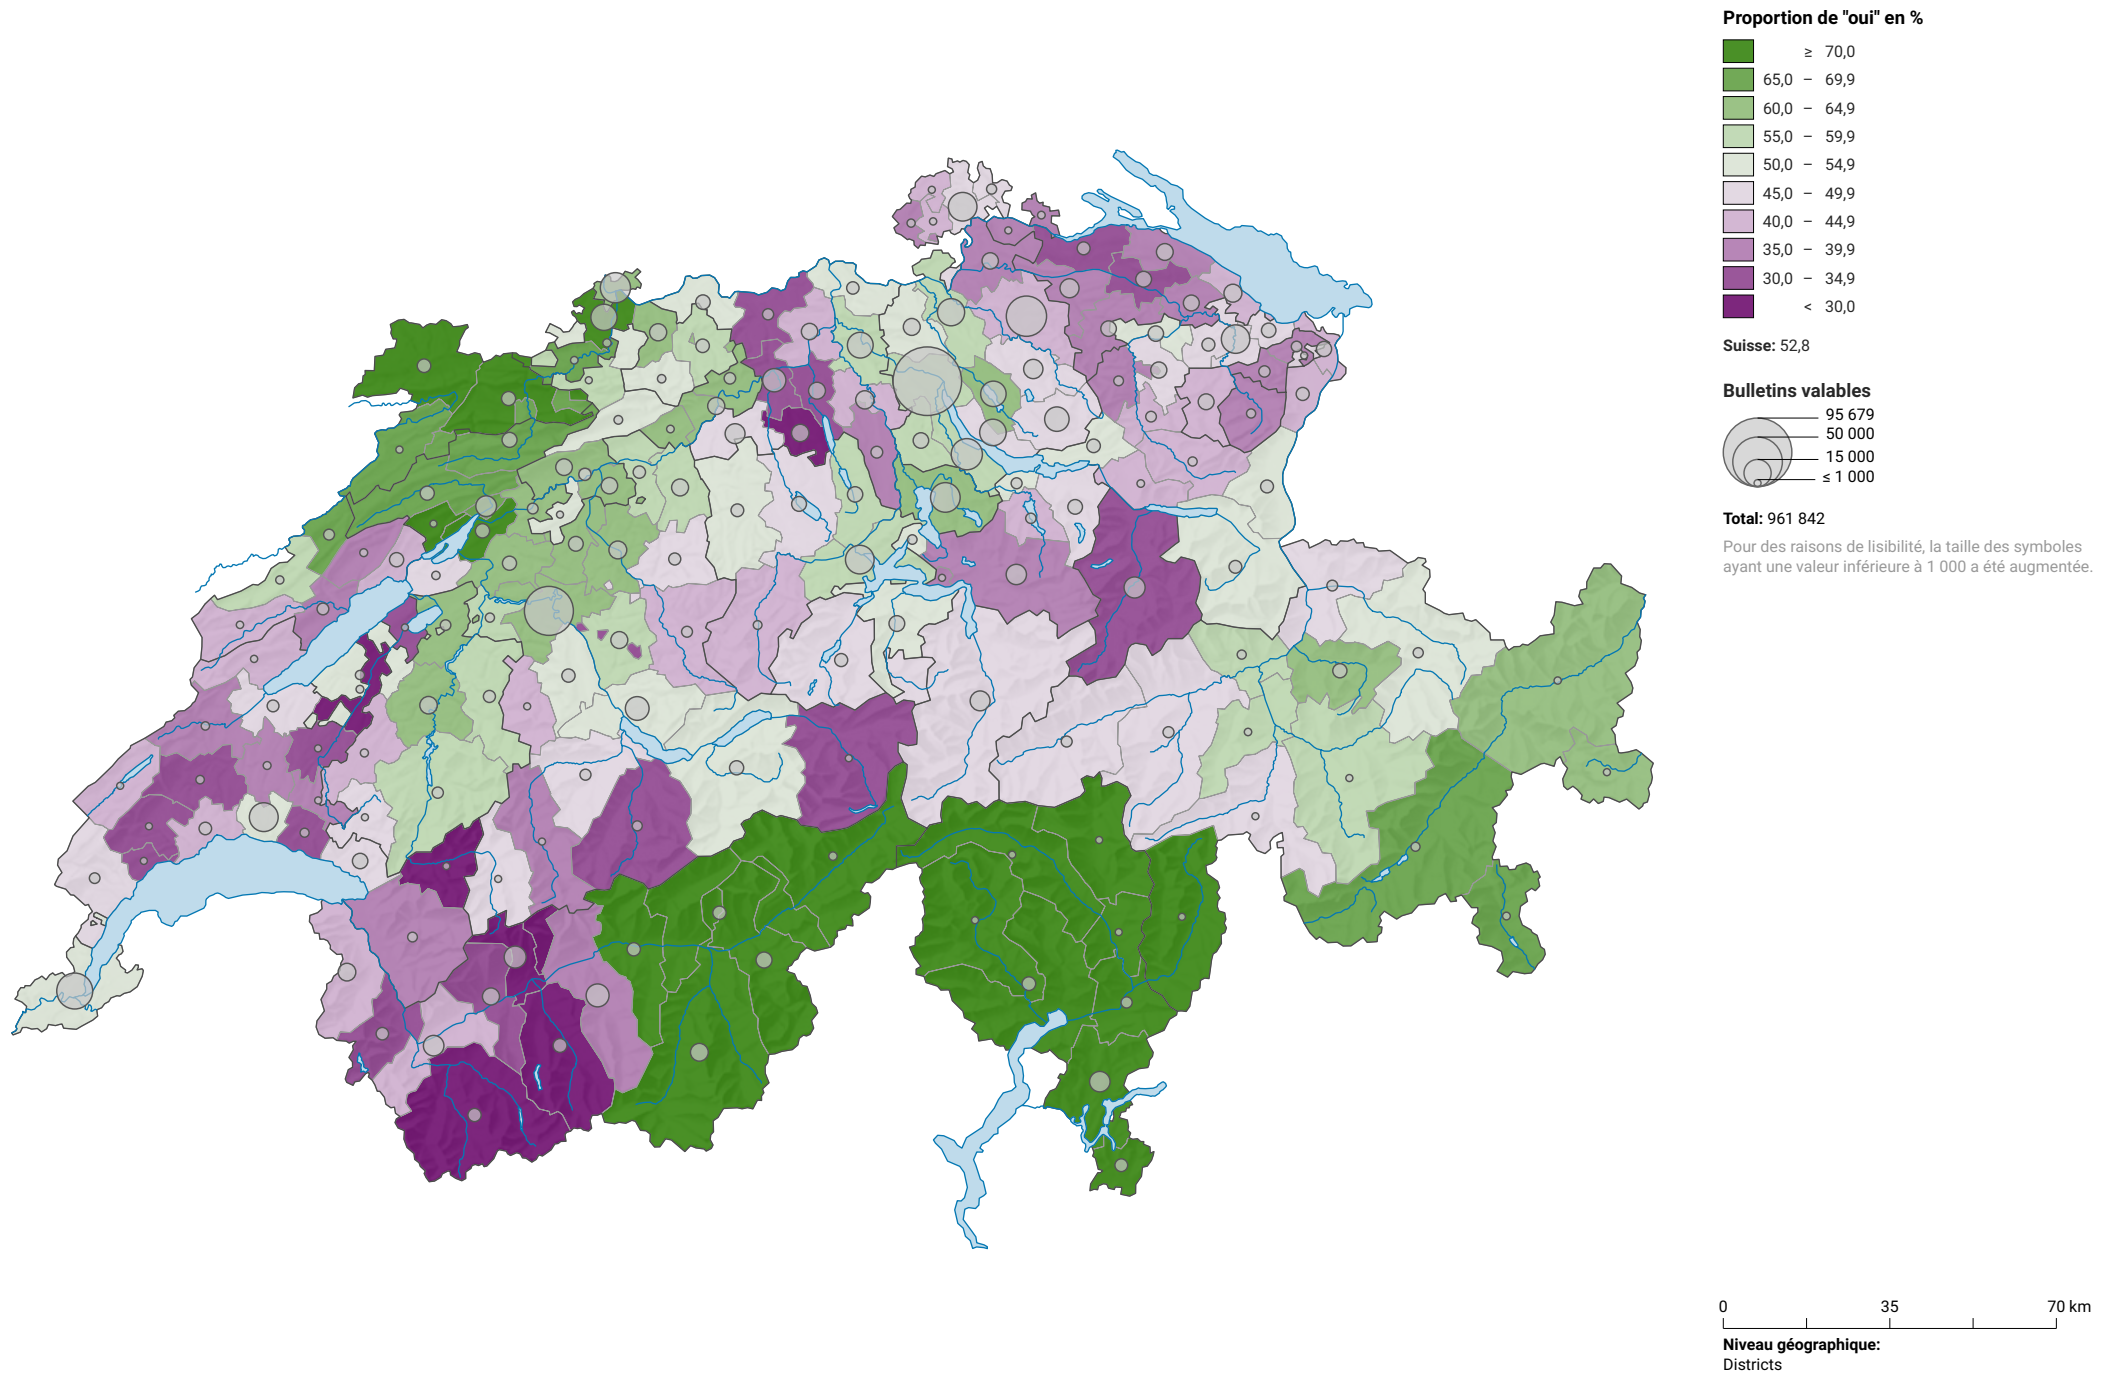 Proportion de "oui" en %
≥ 70,0
65,0 – 69,9
60,0 – 64,9
55,0 – 59,9
50,0 – 54,9
45,0 – 49,9
40,0 – 44,9
35,0 – 39,9
30,0 – 34,9
< 30,0
Suisse: 52,8
Bulletins valables
95 679
50 000
15 000
≤ 1 000
Total: 961 842
Pour des raisons de lisibilité, la taille des symboles
ayant une valeur inférieure à 1 000 a été augmentée.
0 35 70 km
Niveau géographique:
Districts